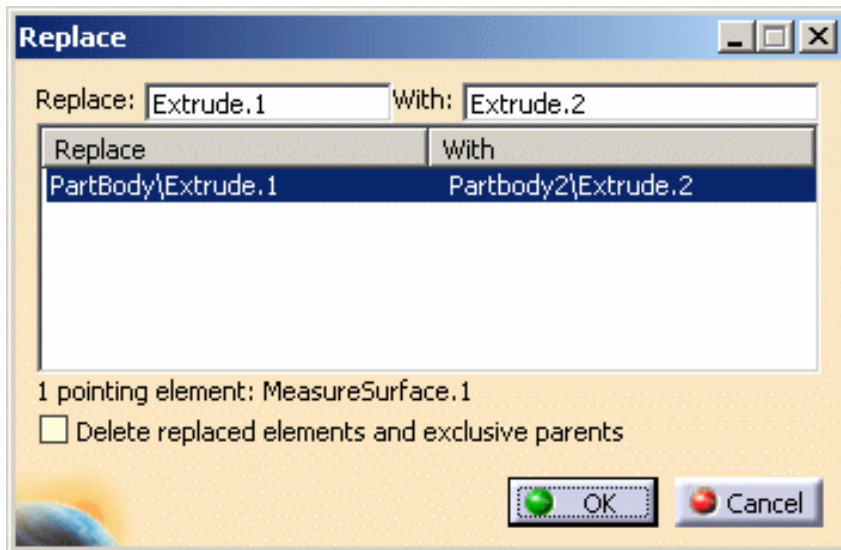 Replace
Replace: Extrude.1 With: Extrude.2
Replace With
PartBody\Extrude.1 Partbody2\Extrude.2
1 pointing element: MeasureSurface.1
Delete replaced elements and exclusive parents
OK Cancel